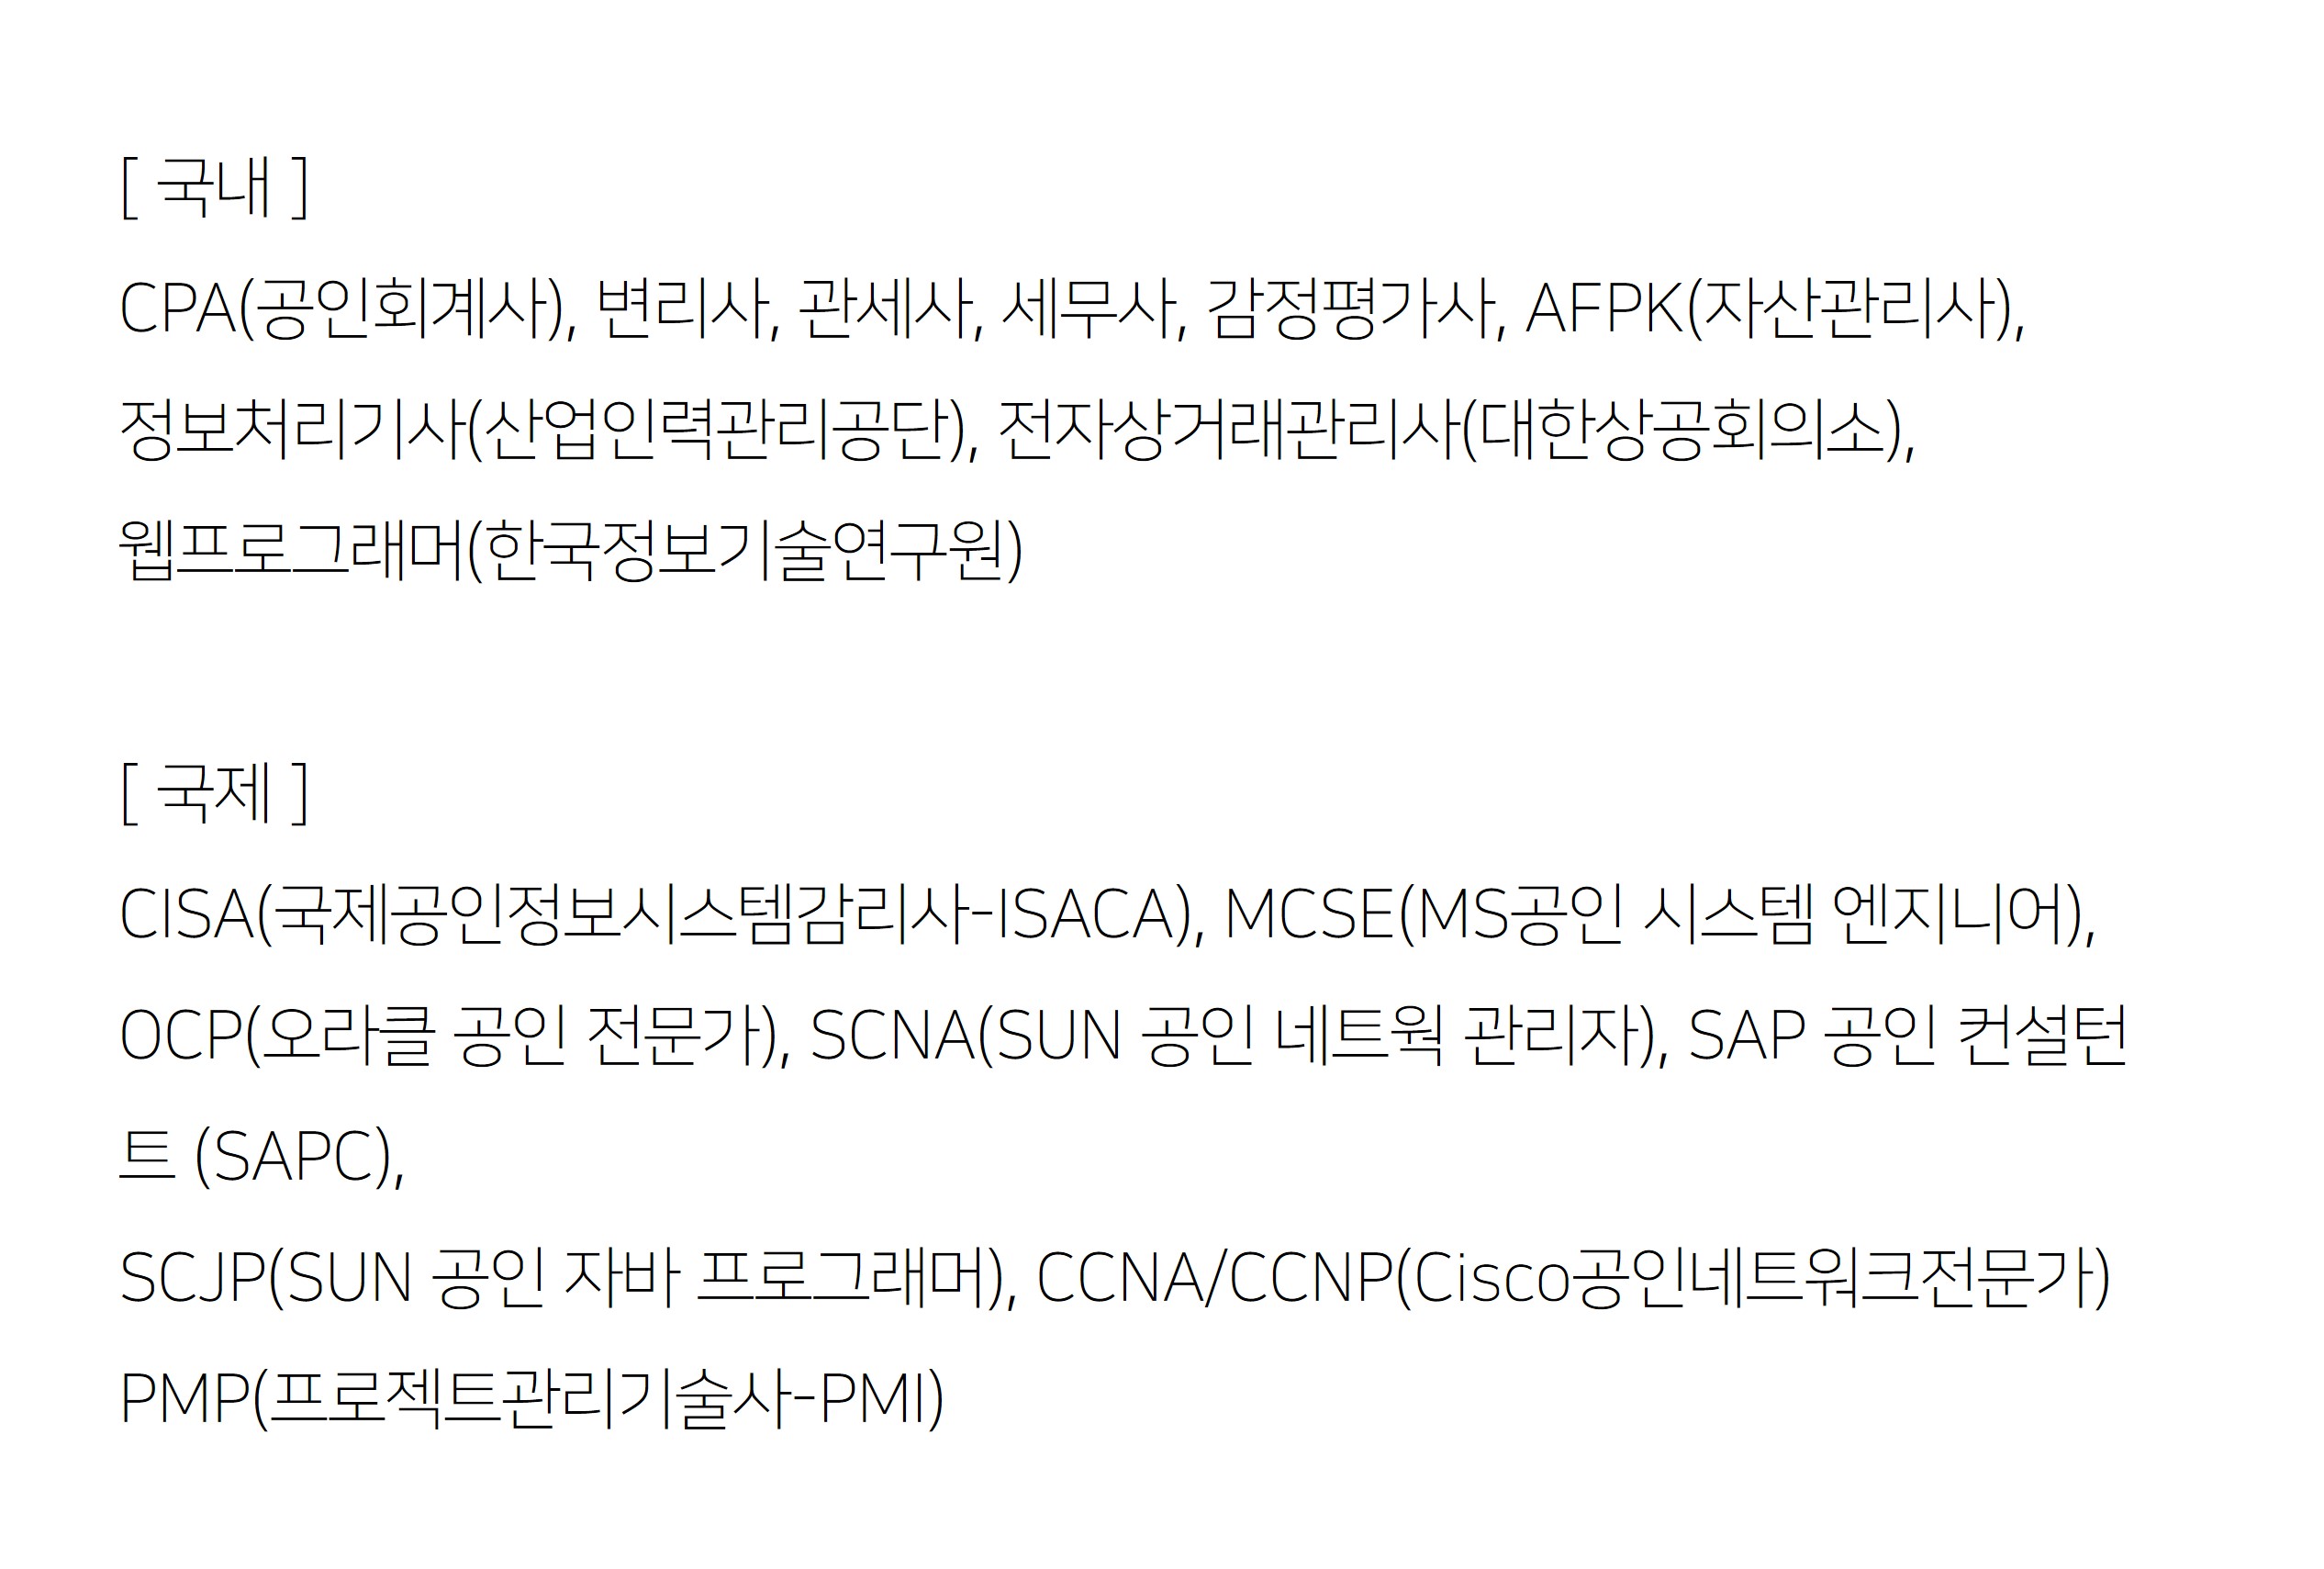 [ 국내 ]
CPA(공인회계사), 변리사, 관세사, 세무사, 감정평가사, AFPK(자산관리사),
정보처리기사(산업인력관리공단), 전자상거래관리사(대한상공회의소),
웹프로그래머(한국정보기술연구원)
[ 국제 ]
CISA(국제공인정보시스템감리사-ISACA), MCSE(MS공인 시스템 엔지니어),
OCP(오라클 공인 전문가), SCNA(SUN 공인 네트웍 관리자), SAP 공인 컨설턴
트 (SAPC),
SCJP(SUN 공인 자바 프로그래머), CCNA/CCNP(Cisco공인네트워크전문가)
PMP(프로젝트관리기술사-PMI)